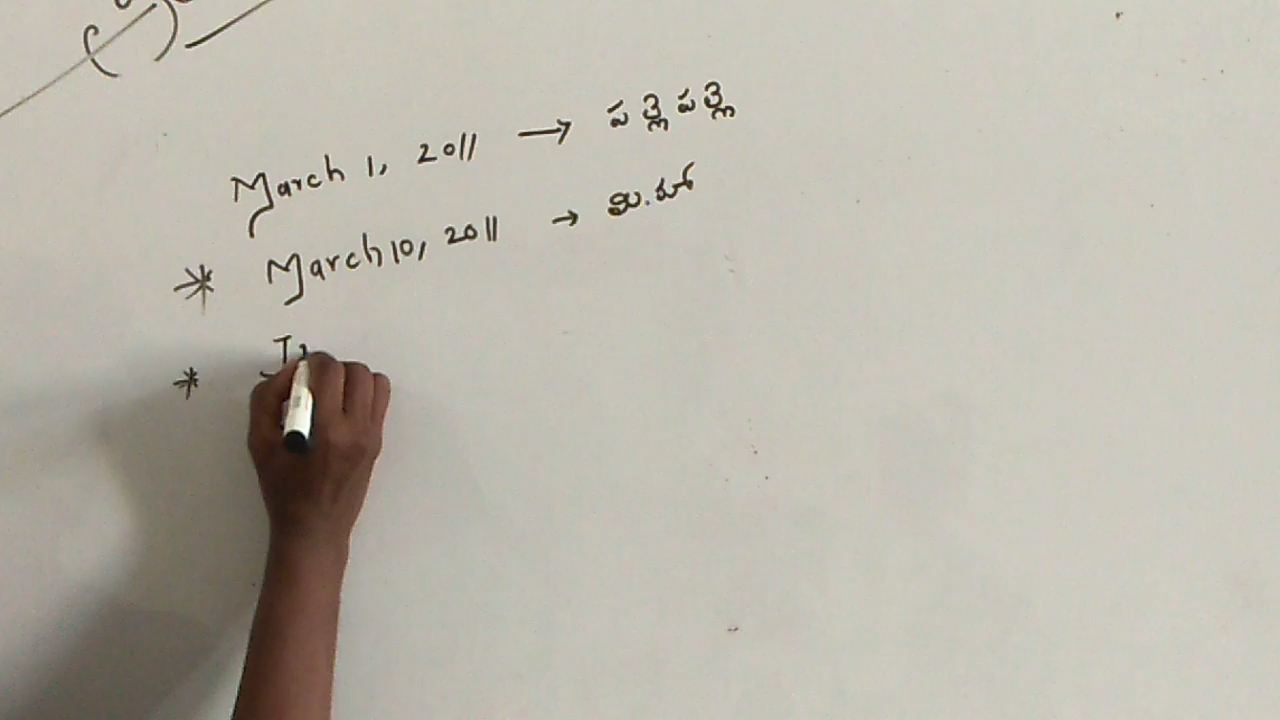 March 1, 2011 → పల్లె పల్లె
* March 10, 2011 → మి.మా
*